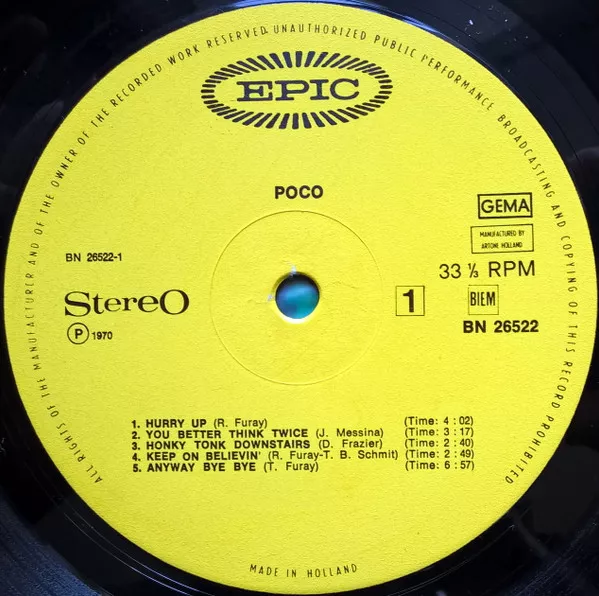 ALL RIGHTS OF THE MANUFACTURER AND OF THE OWNER OF THE RECORDED WORK RESERVED. UNAUTHORIZED PUBLIC PERFORMANCE, BROADCASTING AND COPYING OF THIS RECORD PROHIBITED
EPIC
POCO
GEMA
MANUFACTURED BY
ARTONE HOLLAND
BN 26522-1
33 ⅓ RPM
StereO
1
BIEM
Ⓟ 1970
BN 26522
1. HURRY UP (R. Furay) (Time: 4 : 02)
2. YOU BETTER THINK TWICE (J. Messina) (Time: 3 : 17)
3. HONKY TONK DOWNSTAIRS (D. Frazier) (Time: 2 : 40)
4. KEEP ON BELIEVIN' (R. Furay-T. B. Schmit) (Time: 2 : 49)
5. ANYWAY BYE BYE (T. Furay) (Time: 6 : 57)
MADE IN HOLLAND